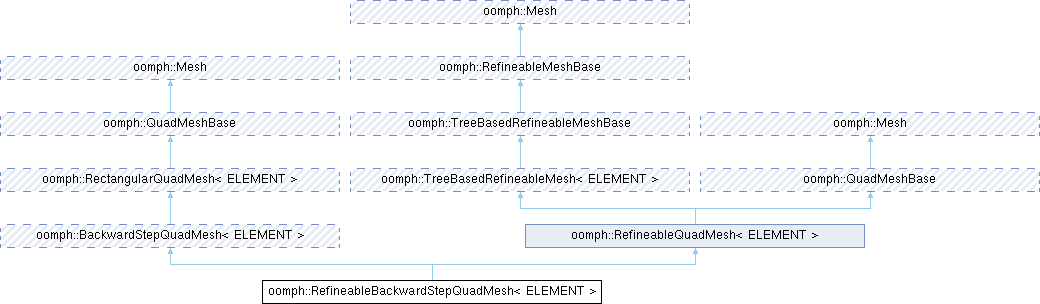 oomph::Mesh
oomph::Mesh
oomph::RefineableMeshBase
oomph::QuadMeshBase
oomph::TreeBasedRefineableMeshBase
oomph::Mesh
oomph::RectangularQuadMesh< ELEMENT >
oomph::TreeBasedRefineableMesh< ELEMENT >
oomph::QuadMeshBase
oomph::BackwardStepQuadMesh< ELEMENT >
oomph::RefineableQuadMesh< ELEMENT >
oomph::RefineableBackwardStepQuadMesh< ELEMENT >